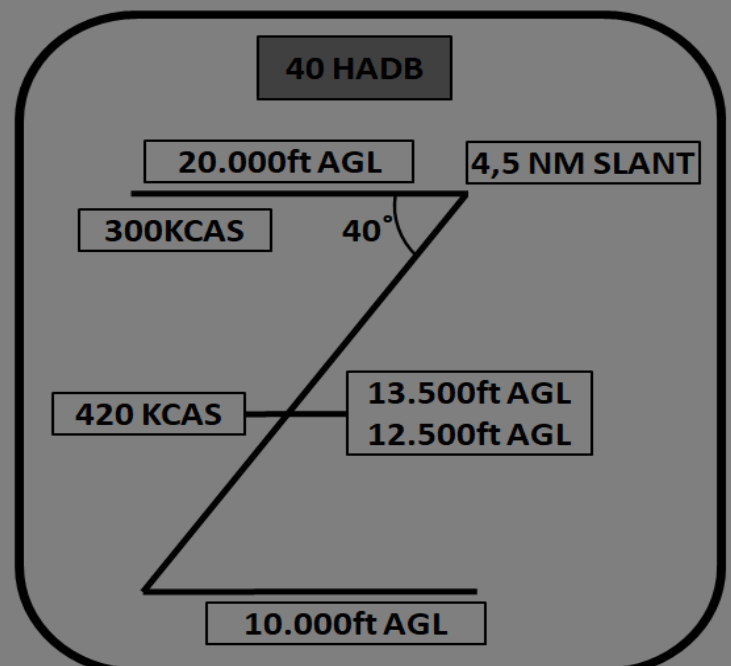 40 HADB
20.000ft AGL
4,5 NM SLANT
300KCAS
40°
420 KCAS
13.500ft AGL
12.500ft AGL
10.000ft AGL